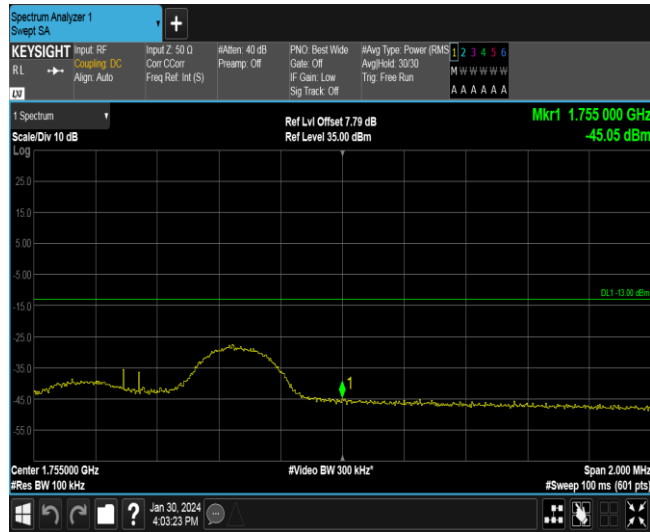 Spectrum Analyzer 1
Swept SA
+
KEYSIGHT
RL
LXI
Input: RF
Coupling: DC
Align: Auto
Input Z: 50 Ω
Corr CCorr
Freq Ref: Int (S)
#Atten: 40 dB
Preamp: Off
PNO: Best Wide
Gate: Off
IF Gain: Low
Sig Track: Off
#Avg Type: Power (RMS
Avg|Hold: 30/30
Trig: Free Run
1 2 3 4 5 6
M W W W W W
A A A A A A
1 Spectrum
Scale/Div 10 dB
Ref Lvl Offset 7.79 dB
Ref Level 35.00 dBm
Mkr1 1.755 000 GHz
-45.05 dBm
Log
25.0
15.0
5.00
-5.00
DL1 -13.00 dBm
-15.0
-25.0
-35.0
1
-45.0
-55.0
Center 1.755000 GHz
#Video BW 300 kHz*
Span 2.000 MHz
#Res BW 100 kHz
#Sweep 100 ms (601 pts)
?
Jan 30, 2024
4:03:23 PM